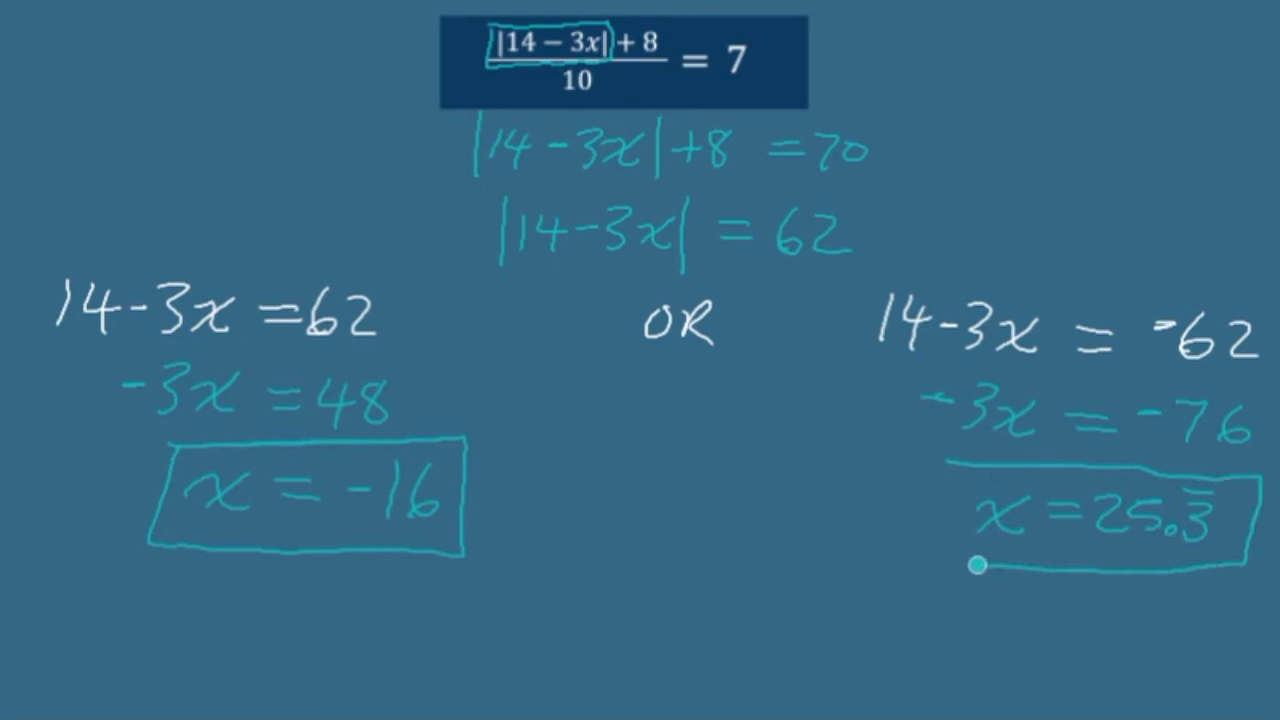 |14 − 3x| + 8
10
= 7
|14-3x|+8 =70
|14-3x| = 62
14-3x =62 OR 14-3x = -62
-3x =48 -3x = -76
x = -16 x = 25.3̅